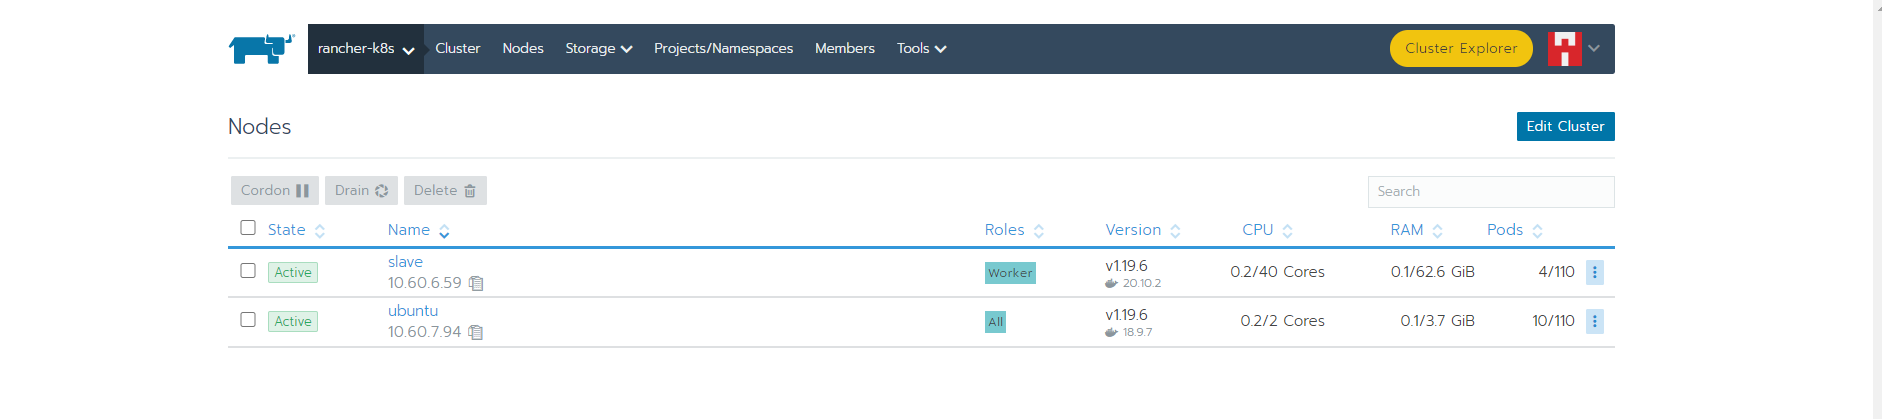 rancher-k8s Cluster Nodes Storage Projects/Namespaces Members Tools Cluster Explorer
Nodes Edit Cluster
Cordon Drain Delete Search
State Name Roles Version CPU RAM Pods
Active slave Worker v1.19.6 0.2/40 Cores 0.1/62.6 GiB 4/110
10.60.6.59 20.10.2
Active ubuntu All v1.19.6 0.2/2 Cores 0.1/3.7 GiB 10/110
10.60.7.94 18.9.7